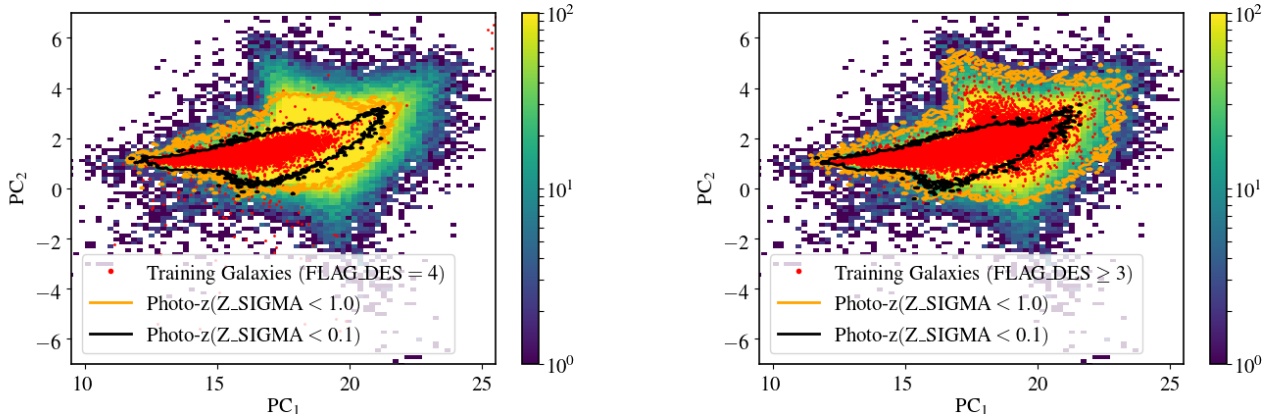 6
4
2
0
−2
−4
−6
PC2
10
15
20
25
PC1
Training Galaxies (FLAG_DES = 4)
Photo-z(Z_SIGMA < 1.0)
Photo-z(Z_SIGMA < 0.1)
10^2
10^1
10^0
6
4
2
0
−2
−4
−6
PC2
10
15
20
25
PC1
Training Galaxies (FLAG_DES ≥ 3)
Photo-z(Z_SIGMA < 1.0)
Photo-z(Z_SIGMA < 0.1)
10^2
10^1
10^0